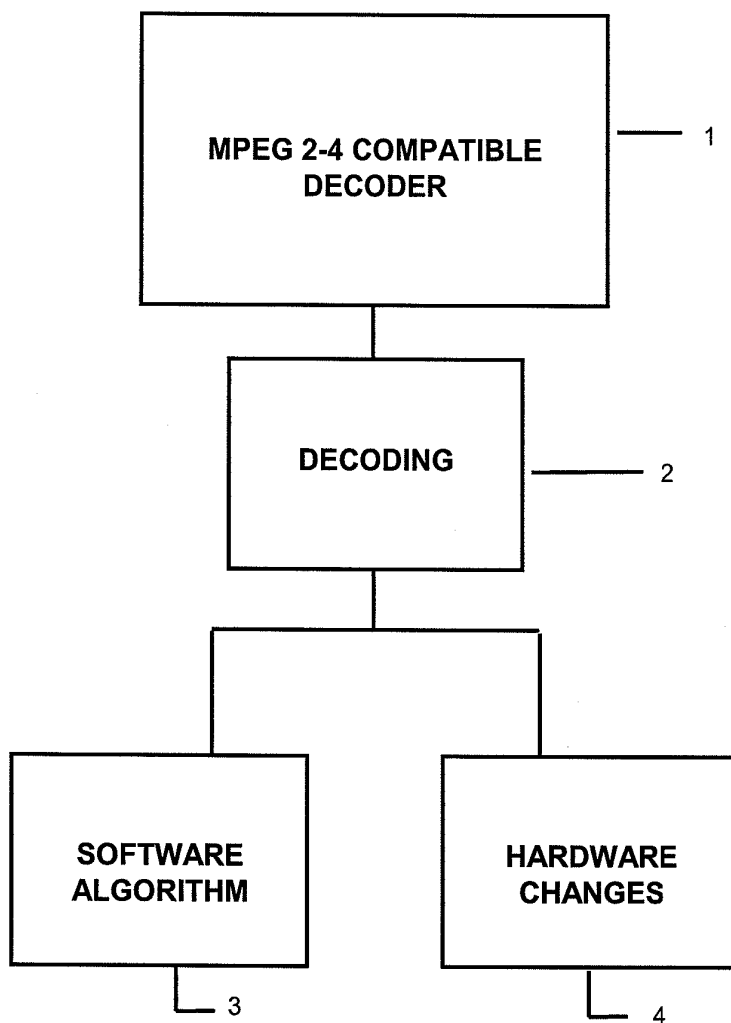 MPEG 2-4 COMPATIBLE
DECODER
1
DECODING
2
SOFTWARE
ALGORITHM
HARDWARE
CHANGES
3
4